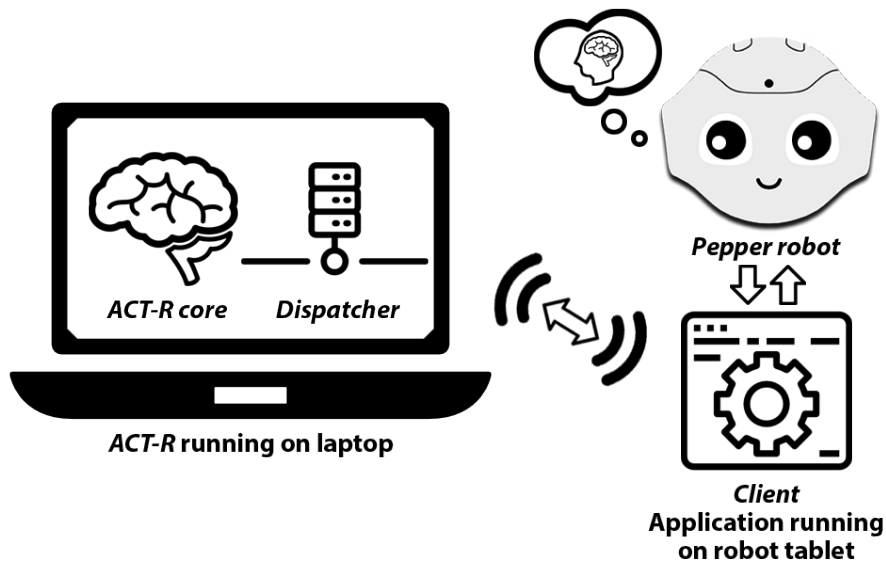 ACT-R core
Dispatcher
ACT-R running on laptop
Pepper robot
Client
Application running
on robot tablet